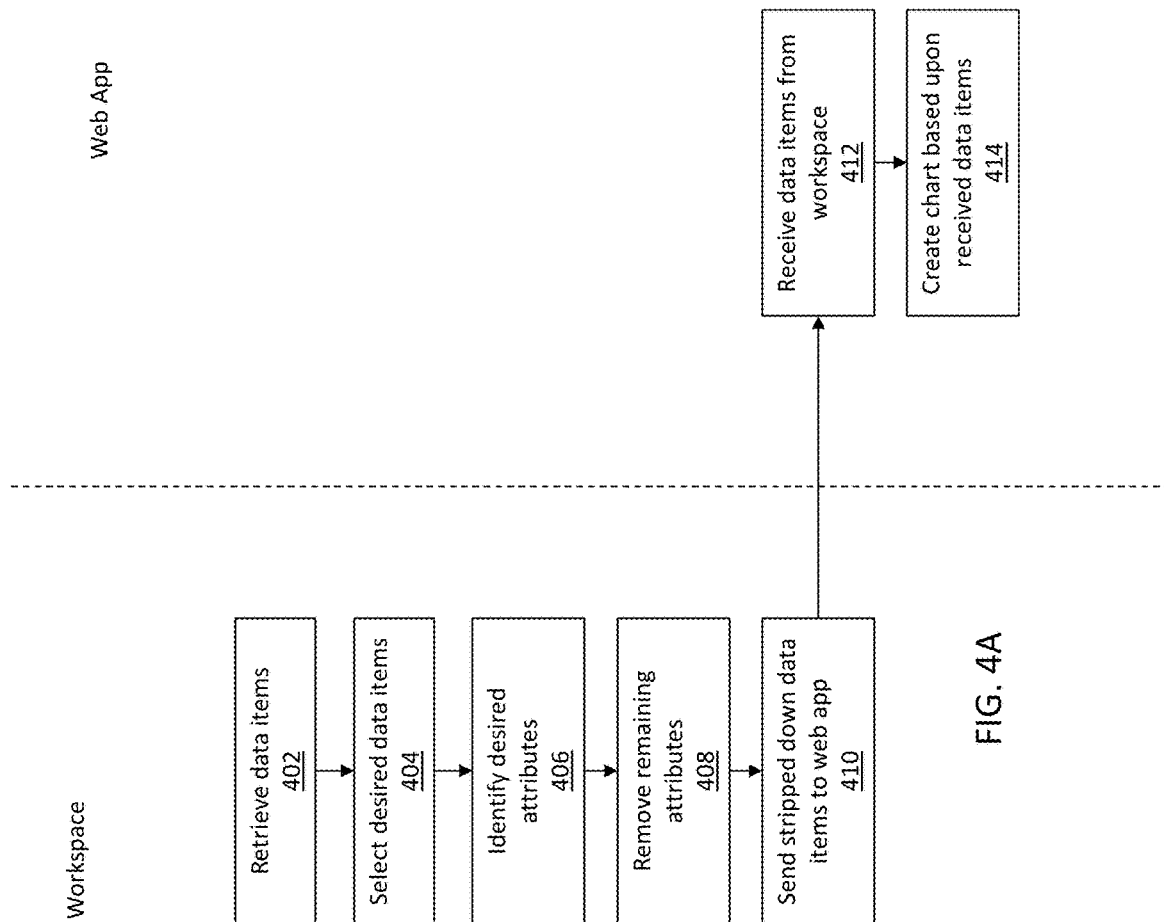 Workspace
Web App
Retrieve data items
402
Select desired data items
404
Identify desired
attributes
406
Remove remaining
attributes
408
Send stripped down data
items to web app
410
Receive data items from
workspace
412
Create chart based upon
received data items
414
FIG. 4A